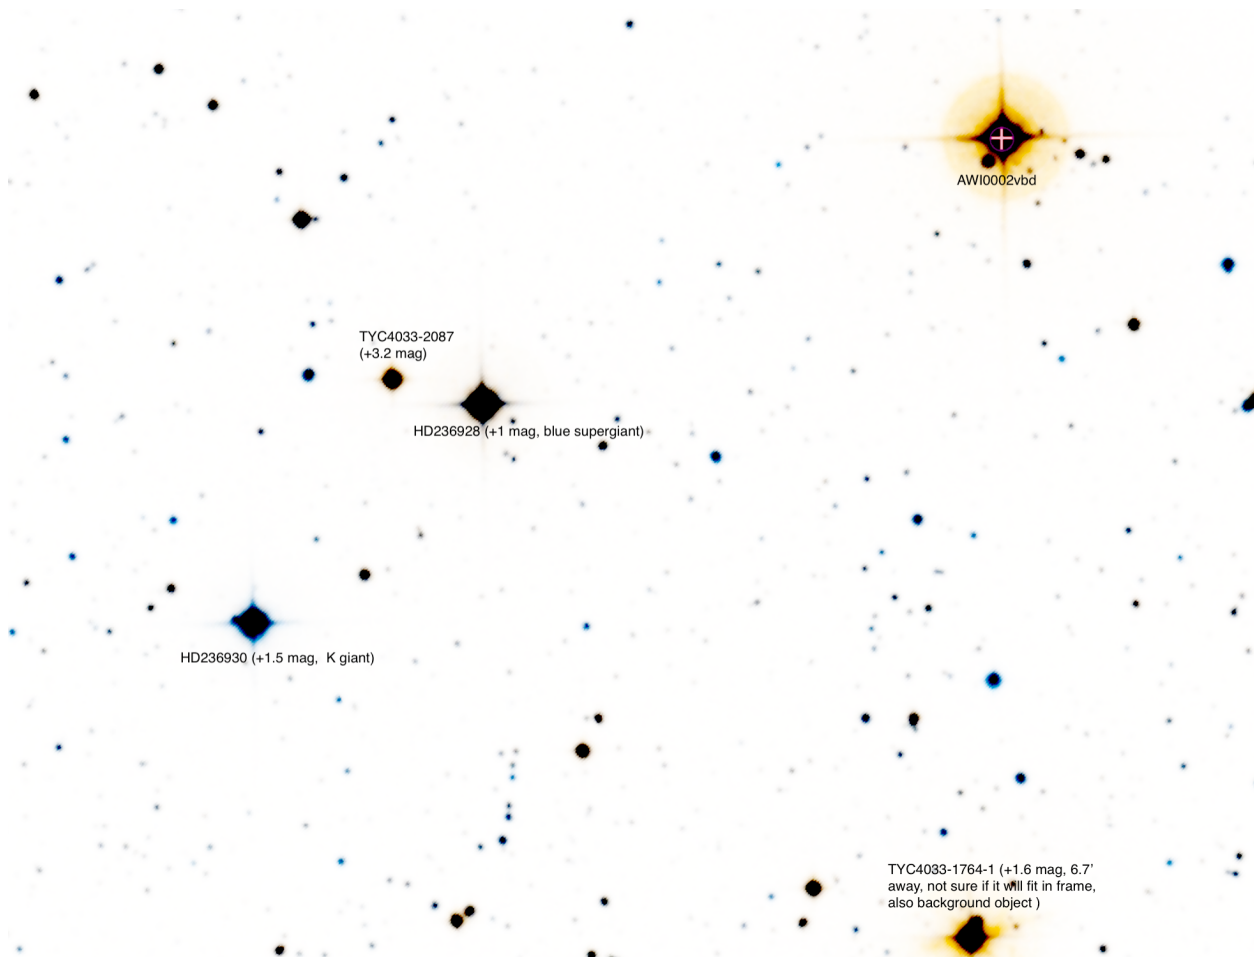 AWI0002vbd
TYC4033-2087
(+3.2 mag)
HD236928 (+1 mag, blue supergiant)
HD236930 (+1.5 mag,  K giant)
TYC4033-1764-1 (+1.6 mag, 6.7'
away, not sure if it will fit in frame,
also background object )